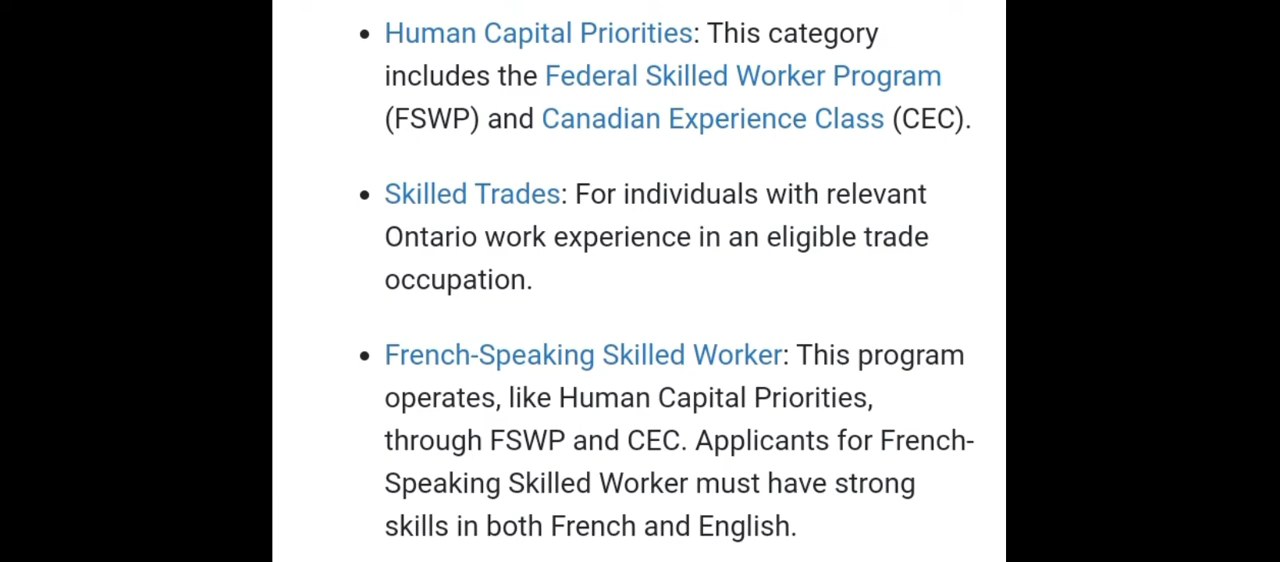 • Human Capital Priorities: This category
includes the Federal Skilled Worker Program
(FSWP) and Canadian Experience Class (CEC).
• Skilled Trades: For individuals with relevant
Ontario work experience in an eligible trade
occupation.
• French-Speaking Skilled Worker: This program
operates, like Human Capital Priorities,
through FSWP and CEC. Applicants for French-
Speaking Skilled Worker must have strong
skills in both French and English.